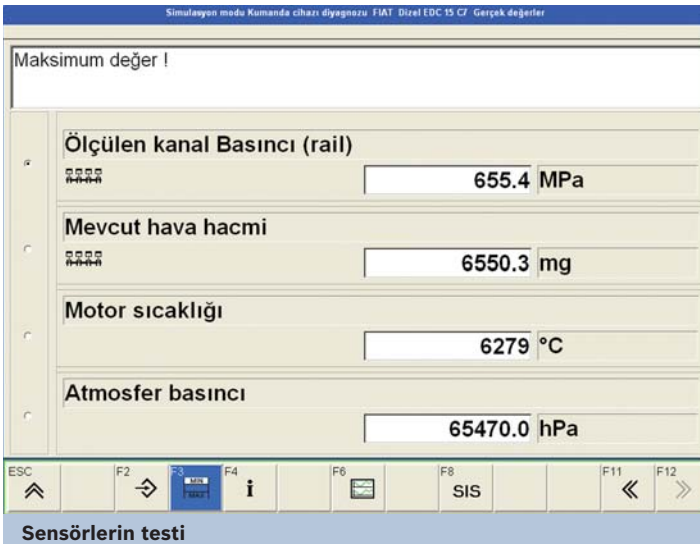 Simulasyon modu Kumanda cihazı diyagnozu FIAT Dizel EDC 15 C7 Gerçek değerler
Maksimum değer !
Ölçülen kanal Basıncı (rail)
655.4 MPa
Mevcut hava hacmi
6550.3 mg
Motor sıcaklığı
6279 °C
Atmosfer basıncı
65470.0 hPa
ESC F2 F3 F4 F6 F8 F11 F12
MIN
MAX
i SIS
Sensörlerin testi